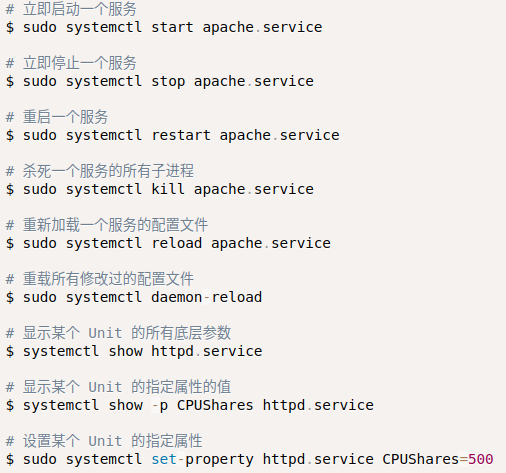 # 立即启动一个服务
$ sudo systemctl start apache.service
# 立即停止一个服务
$ sudo systemctl stop apache.service
# 重启一个服务
$ sudo systemctl restart apache.service
# 杀死一个服务的所有子进程
$ sudo systemctl kill apache.service
# 重新加载一个服务的配置文件
$ sudo systemctl reload apache.service
# 重载所有修改过的配置文件
$ sudo systemctl daemon-reload
# 显示某个 Unit 的所有底层参数
$ systemctl show httpd.service
# 显示某个 Unit 的指定属性的值
$ systemctl show -p CPUShares httpd.service
# 设置某个 Unit 的指定属性
$ sudo systemctl set-property httpd.service CPUShares=500